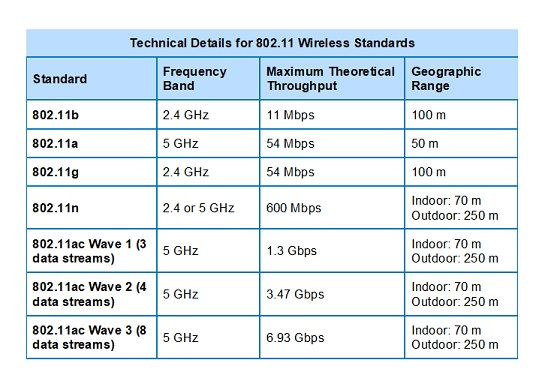 Technical Details for 802.11 Wireless Standards
Standard
Frequency
Band
Maximum Theoretical
Throughput
Geographic
Range
802.11b
2.4 GHz
11 Mbps
100 m
802.11a
5 GHz
54 Mbps
50 m
802.11g
2.4 GHz
54 Mbps
100 m
802.11n
2.4 or 5 GHz
600 Mbps
Indoor: 70 m
Outdoor: 250 m
802.11ac Wave 1 (3
data streams)
5 GHz
1.3 Gbps
Indoor: 70 m
Outdoor: 250 m
802.11ac Wave 2 (4
data streams)
5 GHz
3.47 Gbps
Indoor: 70 m
Outdoor: 250 m
802.11ac Wave 3 (8
data streams)
5 GHz
6.93 Gbps
Indoor: 70 m
Outdoor: 250 m